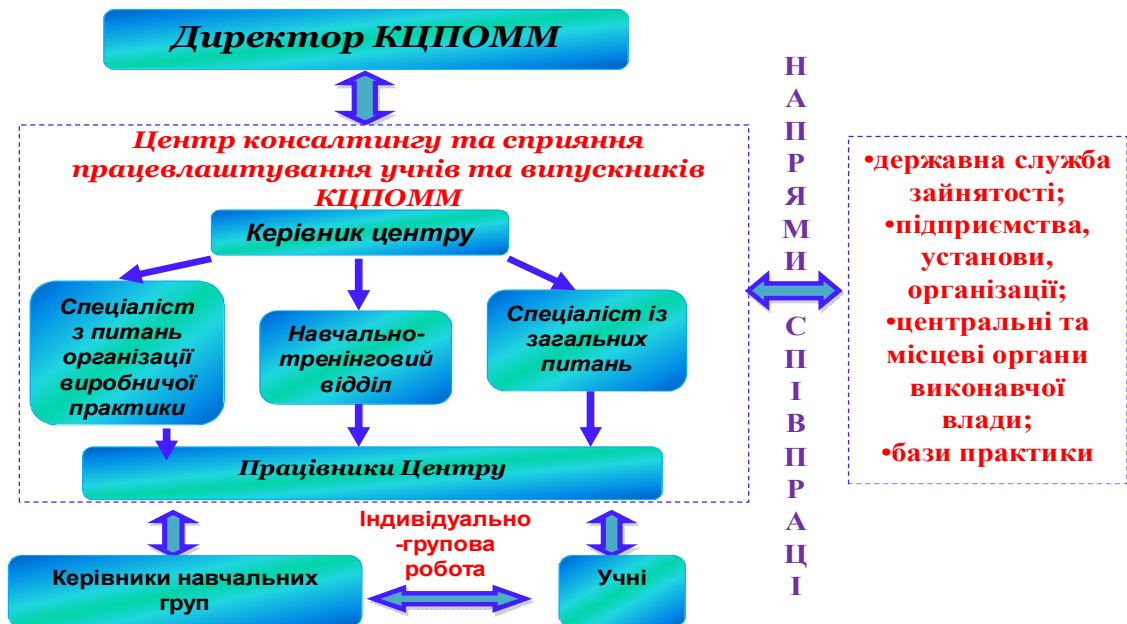 Директор КЦПОММ
Центр консалтингу та сприяння
працевлаштування учнів та випускників
КЦПОММ
Керівник центру
Спеціаліст
з питань
організації
виробничої
практики
Навчально-
тренінговий
відділ
Спеціаліст із
загальних
питань
Працівники Центру
Індивідуально
-групова
робота
Керівники навчальних
груп
Учні
НАПРЯМИ СПІВПРАЦІ
•державна служба
зайнятості;
•підприємства,
установи,
організації;
•центральні та
місцеві органи
виконавчої
влади;
•бази практики